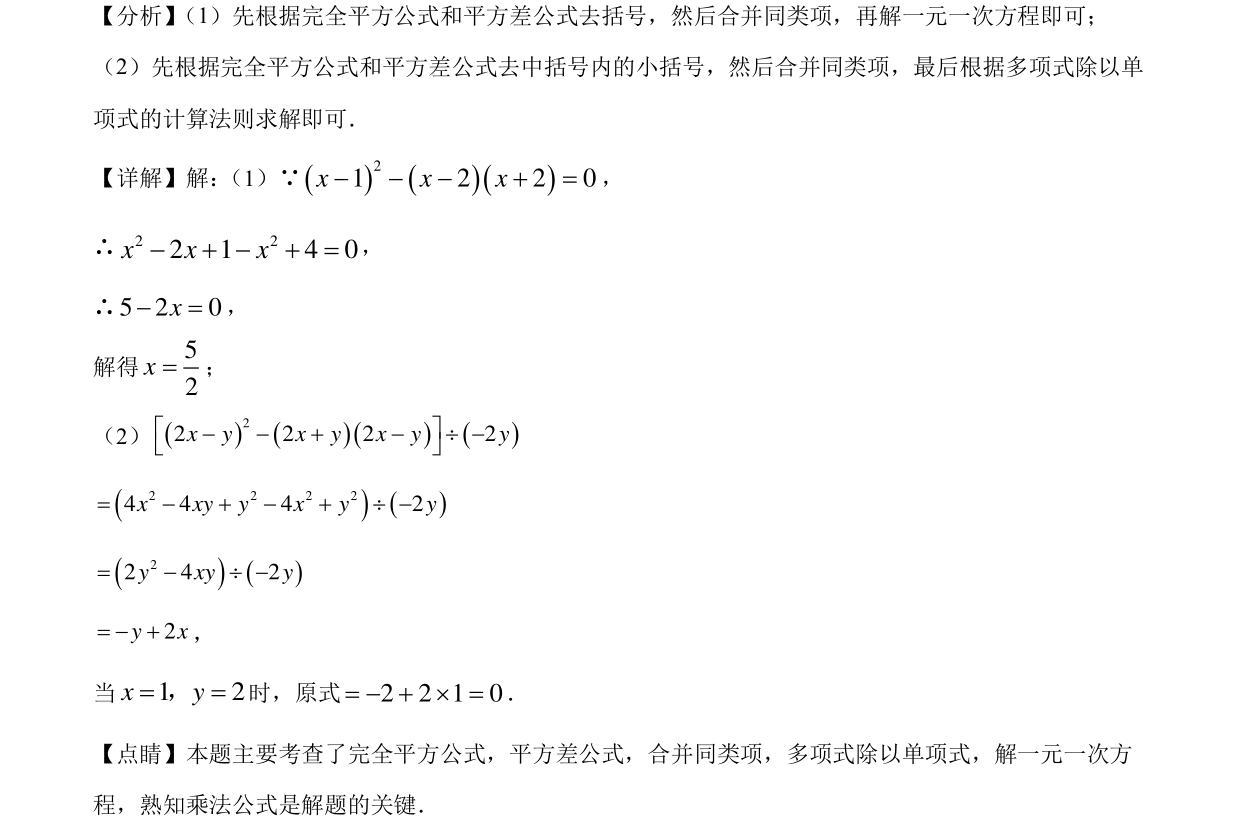 【分析】（1）先根据完全平方公式和平方差公式去括号，然后合并同类项，再解一元一次方程即可；
（2）先根据完全平方公式和平方差公式去中括号内的小括号，然后合并同类项，最后根据多项式除以单
项式的计算法则求解即可．
【详解】解：（1）∵(x−1)²−(x−2)(x+2)=0，
∴x²−2x+1−x²+4=0，
∴5−2x=0，
解得x=5/2；
（2）[(2x−y)²−(2x+y)(2x−y)]÷(−2y)
=(4x²−4xy+y²−4x²+y²)÷(−2y)
=(2y²−4xy)÷(−2y)
=−y+2x，
当x=1，y=2时，原式=−2+2×1=0．
【点睛】本题主要考查了完全平方公式，平方差公式，合并同类项，多项式除以单项式，解一元一次方
程，熟知乘法公式是解题的关键．